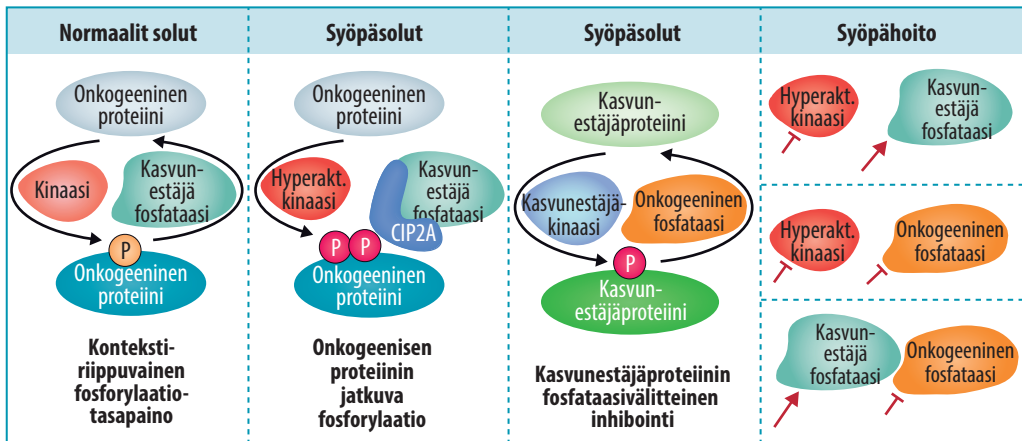 Normaalit solut
Onkogeeninen
proteiini
Kinaasi
Kasvun-
estäjä
fosfataasi
P
Onkogeeninen
proteiini
Konteksti-
riippuvainen
fosforylaatio-
tasapaino
Syöpäsolut
Onkogeeninen
proteiini
Hyperakt.
kinaasi
Kasvun-
estäjä
fosfataasi
CIP2A
P P
Onkogeeninen
proteiini
Onkogeenisen
proteiinin
jatkuva
fosforylaatio
Syöpäsolut
Kasvun-
estäjäproteiini
Kasvunestäjä-
kinaasi
Onkogeeninen
fosfataasi
P
Kasvun-
estäjäproteiini
Kasvunestäjäproteinin
fosfataasivälitteinen
inhibointi
Syöpähoito
Hyperakt.
kinaasi
Kasvun-
estäjä
fosfataasi
Hyperakt.
kinaasi
Onkogeeninen
fosfataasi
Kasvun-
estäjä
fosfataasi
Onkogeeninen
fosfataasi